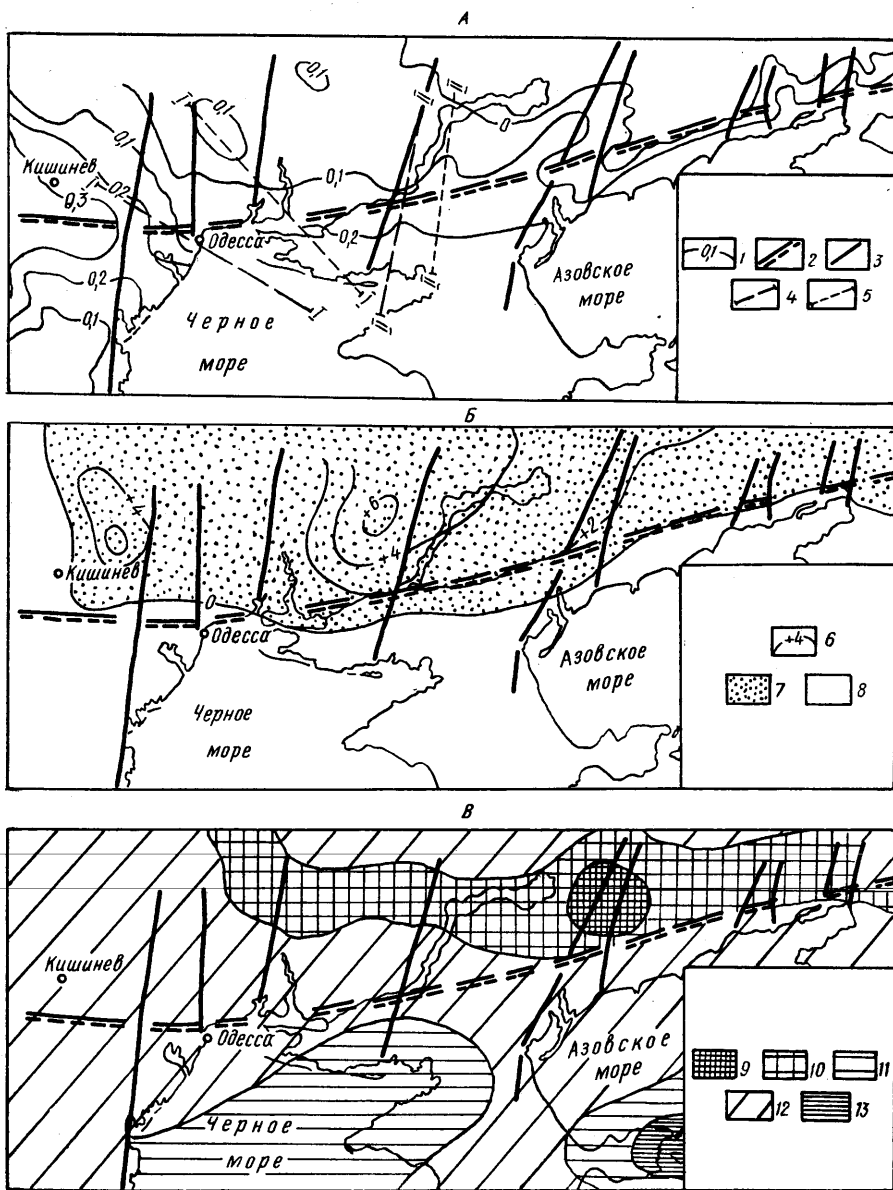 А
0,1
0,1
0
0,1
Кишинев
0,2
0,3
0,1
0,2
Одесса
0,2
Азовское
море
0,1
Черное
море
0,1 1
2
3
4
5
Б
+4
+6
+4
+2
Кишинев
0
Одесса
Азовское
море
Черное
море
+4 6
7
8
В
Кишинев
Одесса
Азовское
море
Черное
море
9
10
11
12
13